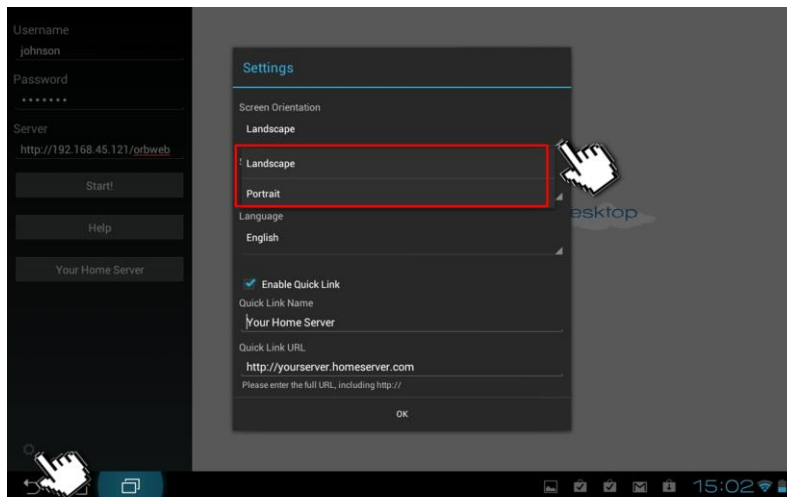 Username
johnson
Password
•••••••
Server
http://192.168.45.121/orbweb
Start!
Help
Your Home Server
Settings
Screen Orientation
Landscape
Landscape
Portrait
Language
English
Enable Quick Link
Quick Link Name
Your Home Server
Quick Link URL
http://yourserver.homeserver.com
Please enter the full URL, including http://
OK
esktop
15:02